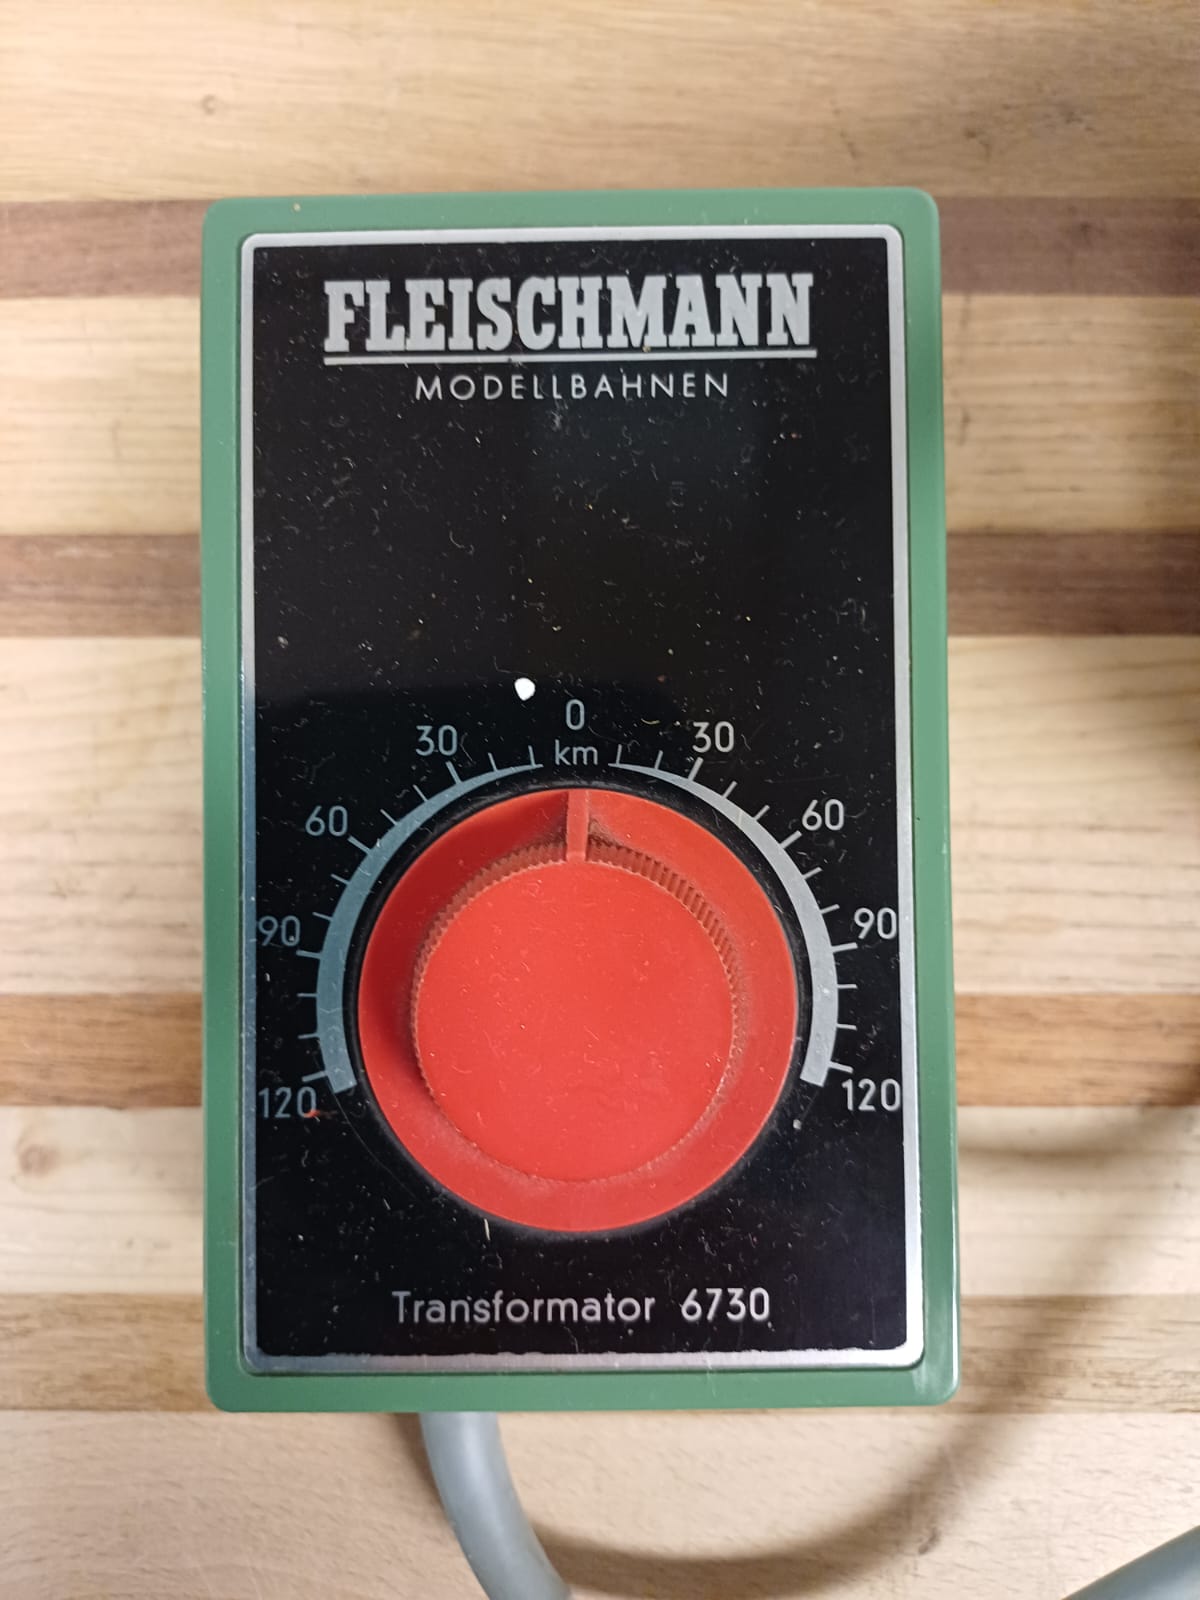 FLEISCHMANN
MODELLBAHNEN
0
30 km 30
60 60
90 90
120 120
Transformator 6730